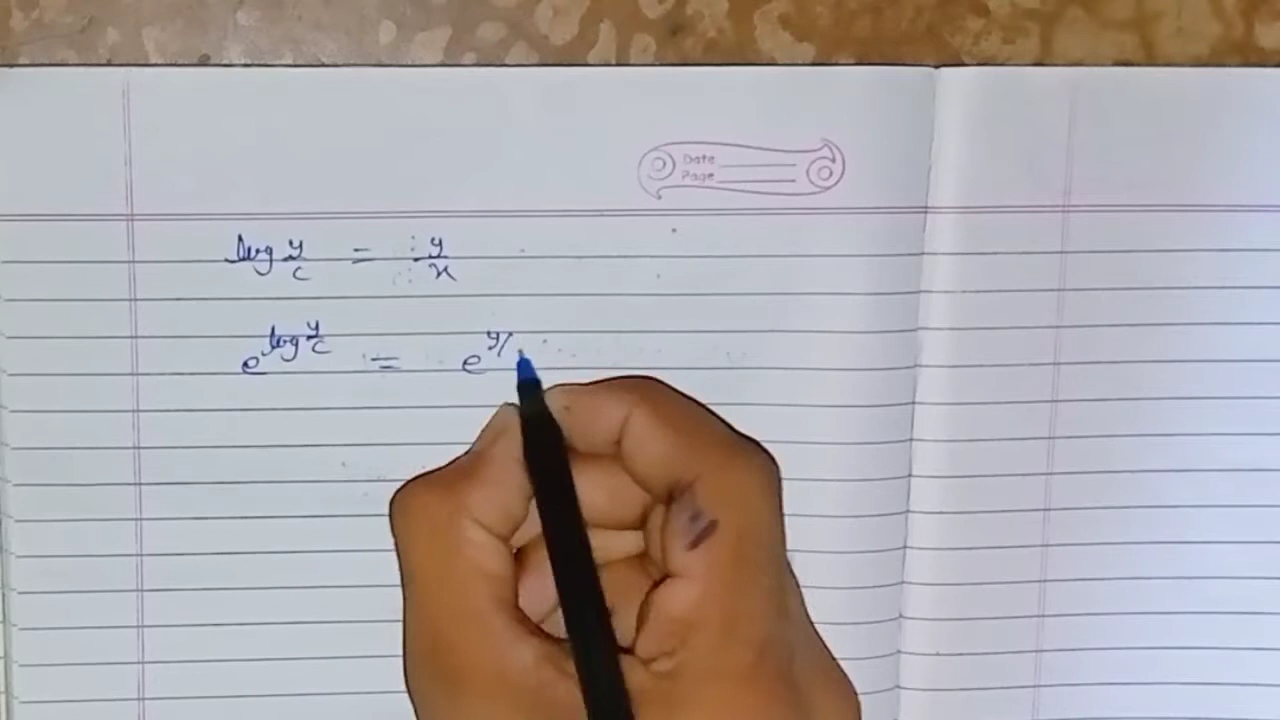 Date
Page
log y/c = y/x
e^log y/c = e^y/